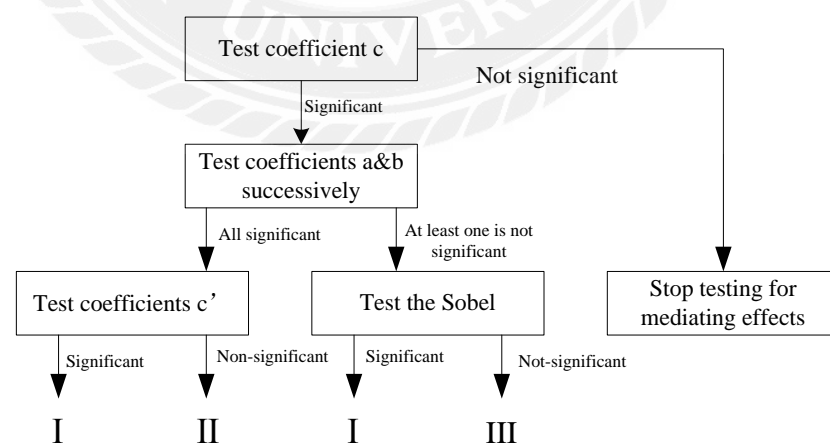 UNIVER
Test coefficient c
Not significant
Significant
Test coefficients a&b
successively
All significant
At least one is not
significant
Test coefficients c’
Test the Sobel
Stop testing for
mediating effects
Significant
Non-significant
Significant
Not-significant
I
II
I
III